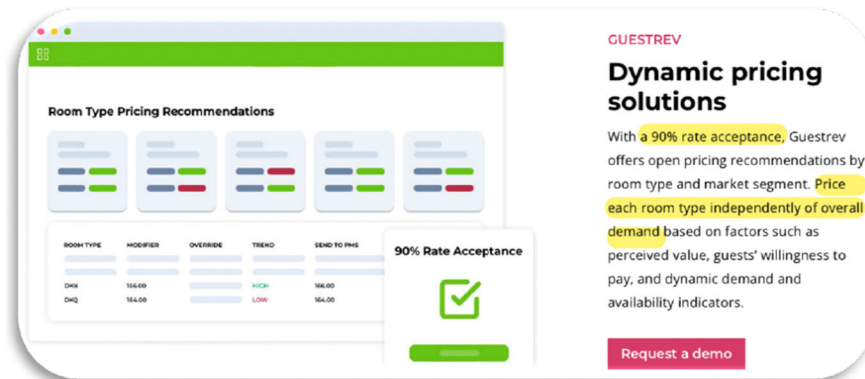 Room Type Pricing Recommendations
ROOM TYPE MODIFIER OVERRIDE TREND SEND TO PMS
DKN 166.00 HIGH 166.00
DKQ 164.00 LOW 164.00
90% Rate Acceptance
GUESTREV
Dynamic pricing
solutions
With a 90% rate acceptance, Guestrev
offers open pricing recommendations by
room type and market segment. Price
each room type independently of overall
demand based on factors such as
perceived value, guests’ willingness to
pay, and dynamic demand and
availability indicators.
Request a demo